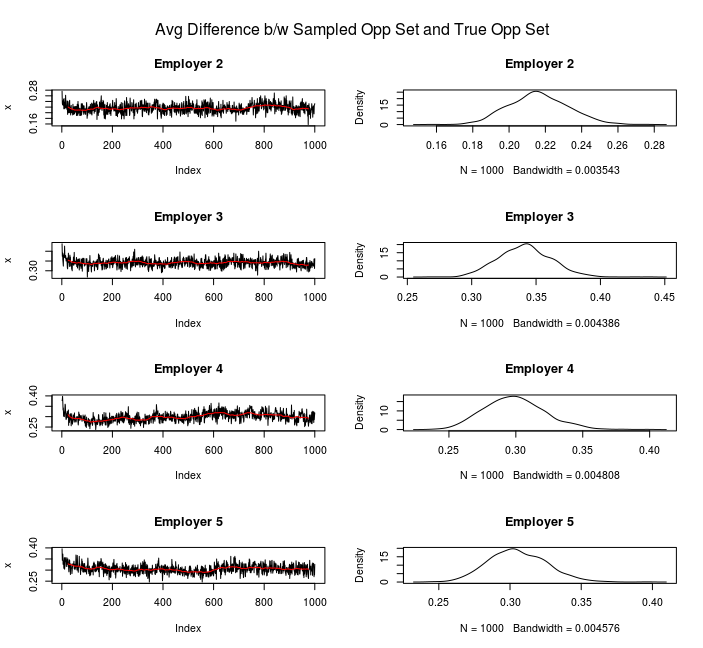 Avg Difference b/w Sampled Opp Set and True Opp Set
Employer 2
x
0.16 0.28
0 200 400 600 800 1000
Index
Employer 2
Density
0 15
0.16 0.18 0.20 0.22 0.24 0.26 0.28
N = 1000 Bandwidth = 0.003543
Employer 3
x
0.30
0 200 400 600 800 1000
Index
Employer 3
Density
0 15
0.25 0.30 0.35 0.40 0.45
N = 1000 Bandwidth = 0.004386
Employer 4
x
0.25 0.40
0 200 400 600 800 1000
Index
Employer 4
Density
0 10
0.25 0.30 0.35 0.40
N = 1000 Bandwidth = 0.004808
Employer 5
x
0.25 0.40
0 200 400 600 800 1000
Index
Employer 5
Density
0 15
0.25 0.30 0.35 0.40
N = 1000 Bandwidth = 0.004576